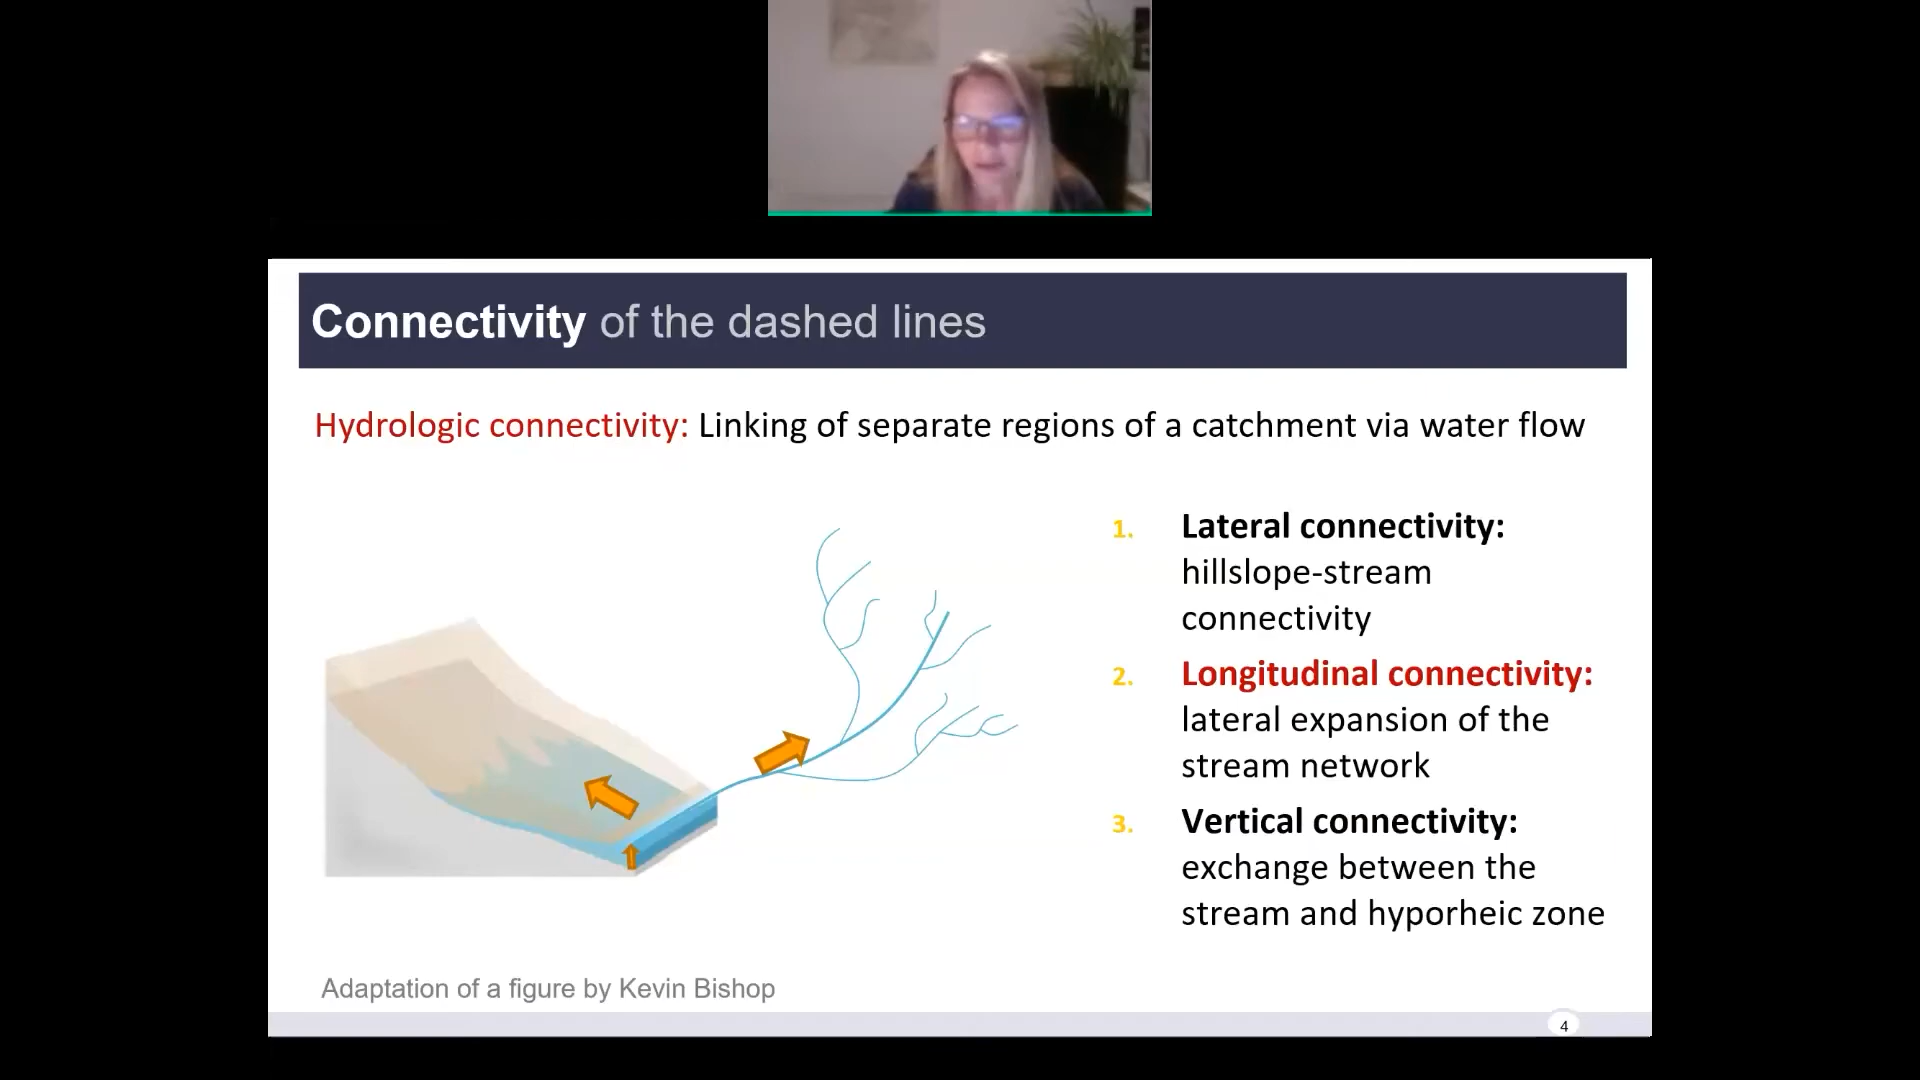 Connectivity of the dashed lines
Hydrologic connectivity: Linking of separate regions of a catchment via water flow
1. Lateral connectivity:
hillslope-stream
connectivity
2. Longitudinal connectivity:
lateral expansion of the
stream network
3. Vertical connectivity:
exchange between the
stream and hyporheic zone
Adaptation of a figure by Kevin Bishop
4